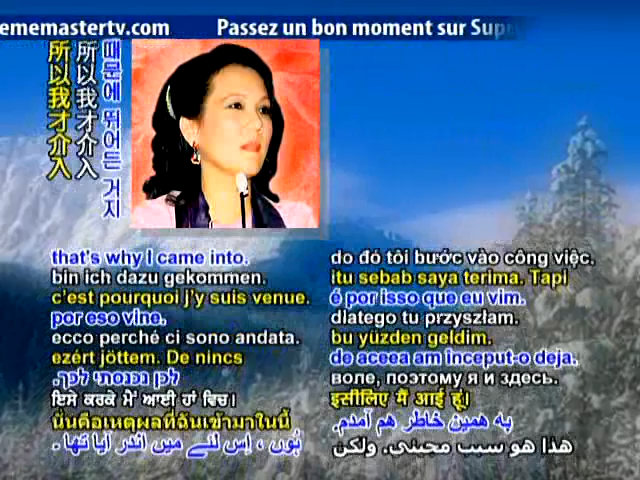 ememastertv.com
Passez un bon moment sur Sup
所以我才介入
所以我才介入
때문에 뛰어든 거지
that's why I came into.
bin ich dazu gekommen.
c'est pourquoi j'y suis venue.
por eso vine.
ecco perché ci sono andata.
ezért jöttem. De nincs
לכן נכנסתי לכך.
ਇਸੇ ਕਰਕੇ ਮੈਂ ਆਈ ਹਾਂ ਵਿਚ।
นั่นคือเหตุผลที่ฉันเข้ามาในนี้
ہُوں ، اِس لئے میں اندر آیا تھا ۔
do đó tôi bước vào công việc.
itu sebab saya terima. Tapi
é por isso que eu vim.
dlatego tu przyszłam.
bu yüzden geldim.
de aceea am început-o deja.
воле, поэтому я и здесь.
इसीलिए मैं आई हूं।
به همین خاطر هم آمدم.
هذا هو سبب مجيئي. ولكن